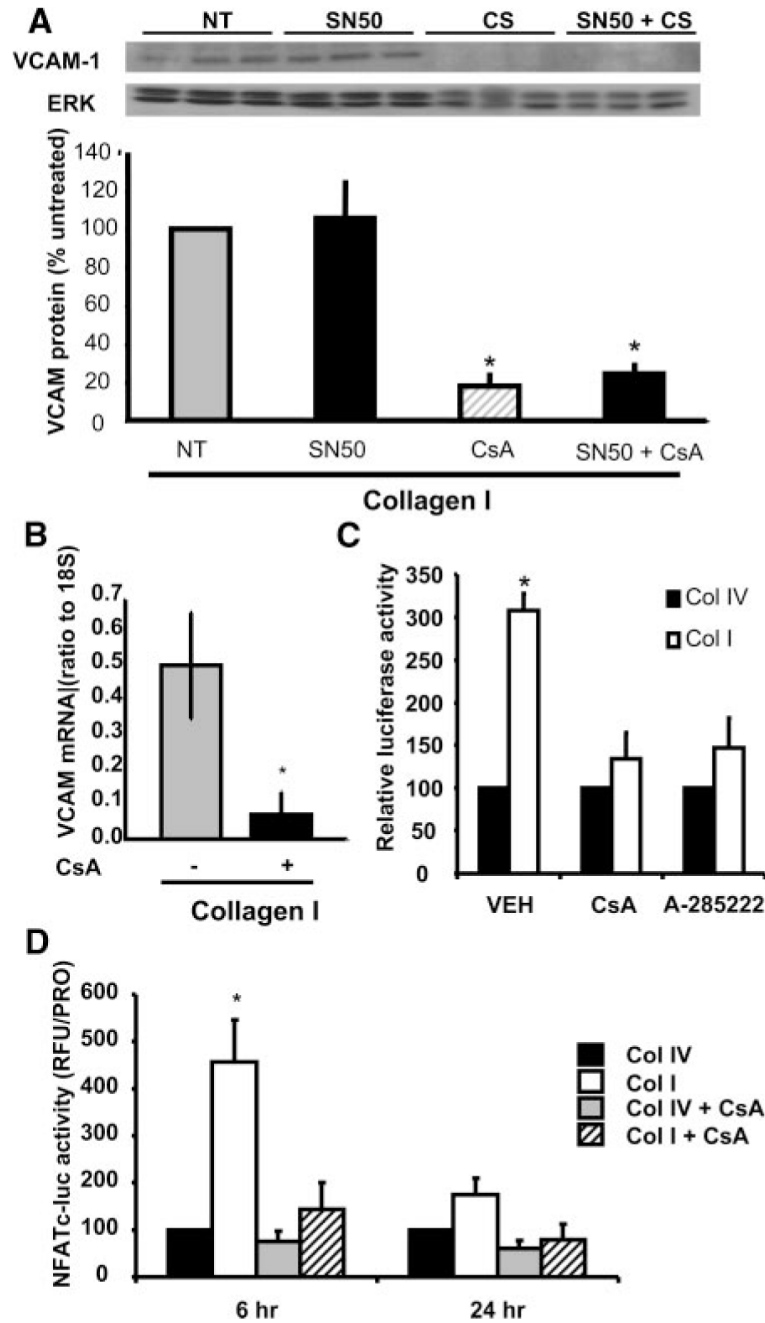 A
NT SN50 CS SN50 + CS
VCAM-1
ERK
VCAM protein (% untreated)
140
120
100
80
60
40
20
0
*
*
NT SN50 CsA SN50 + CsA
Collagen I
B
VCAM mRNA|(ratio to 18S)
0.7
0.6
0.5
0.4
0.3
0.2
0.1
0.0
*
CsA - +
Collagen I
C
Relative luciferase activity
350
300
250
200
150
100
50
0
*
Col IV
Col I
VEH CsA A-285222
D
NFATc-luc activity (RFU/PRO)
600
500
400
300
200
100
0
*
Col IV
Col I
Col IV + CsA
Col I + CsA
6 hr 24 hr